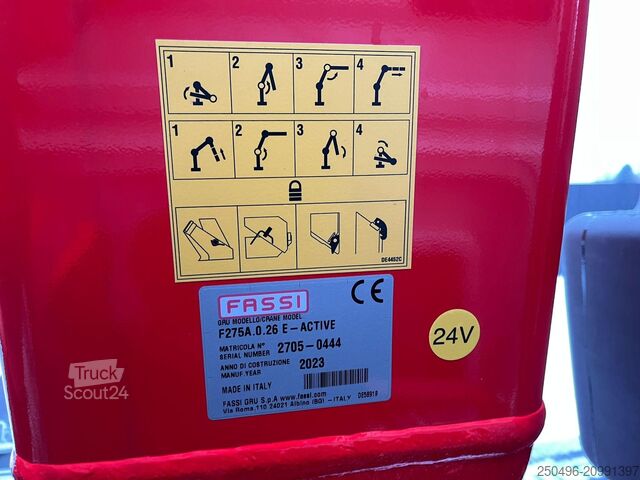 1 2 3 4
1 2 3 4
DE4452C
FASSI
CE
GRU MODELLO/CRANE MODEL
F275A.0.26 E-ACTIVE
MATRICOLA N°
SERIAL NUMBER
2705-0444
ANNO DI COSTRUZIONE
MANUF.YEAR
2023
MADE IN ITALY
FASSI GRU S.p.A www.fassi.com
Via Roma,110 24021 Albino (BG) -ITALY
24V
Truck
Scout24
250496-20991397